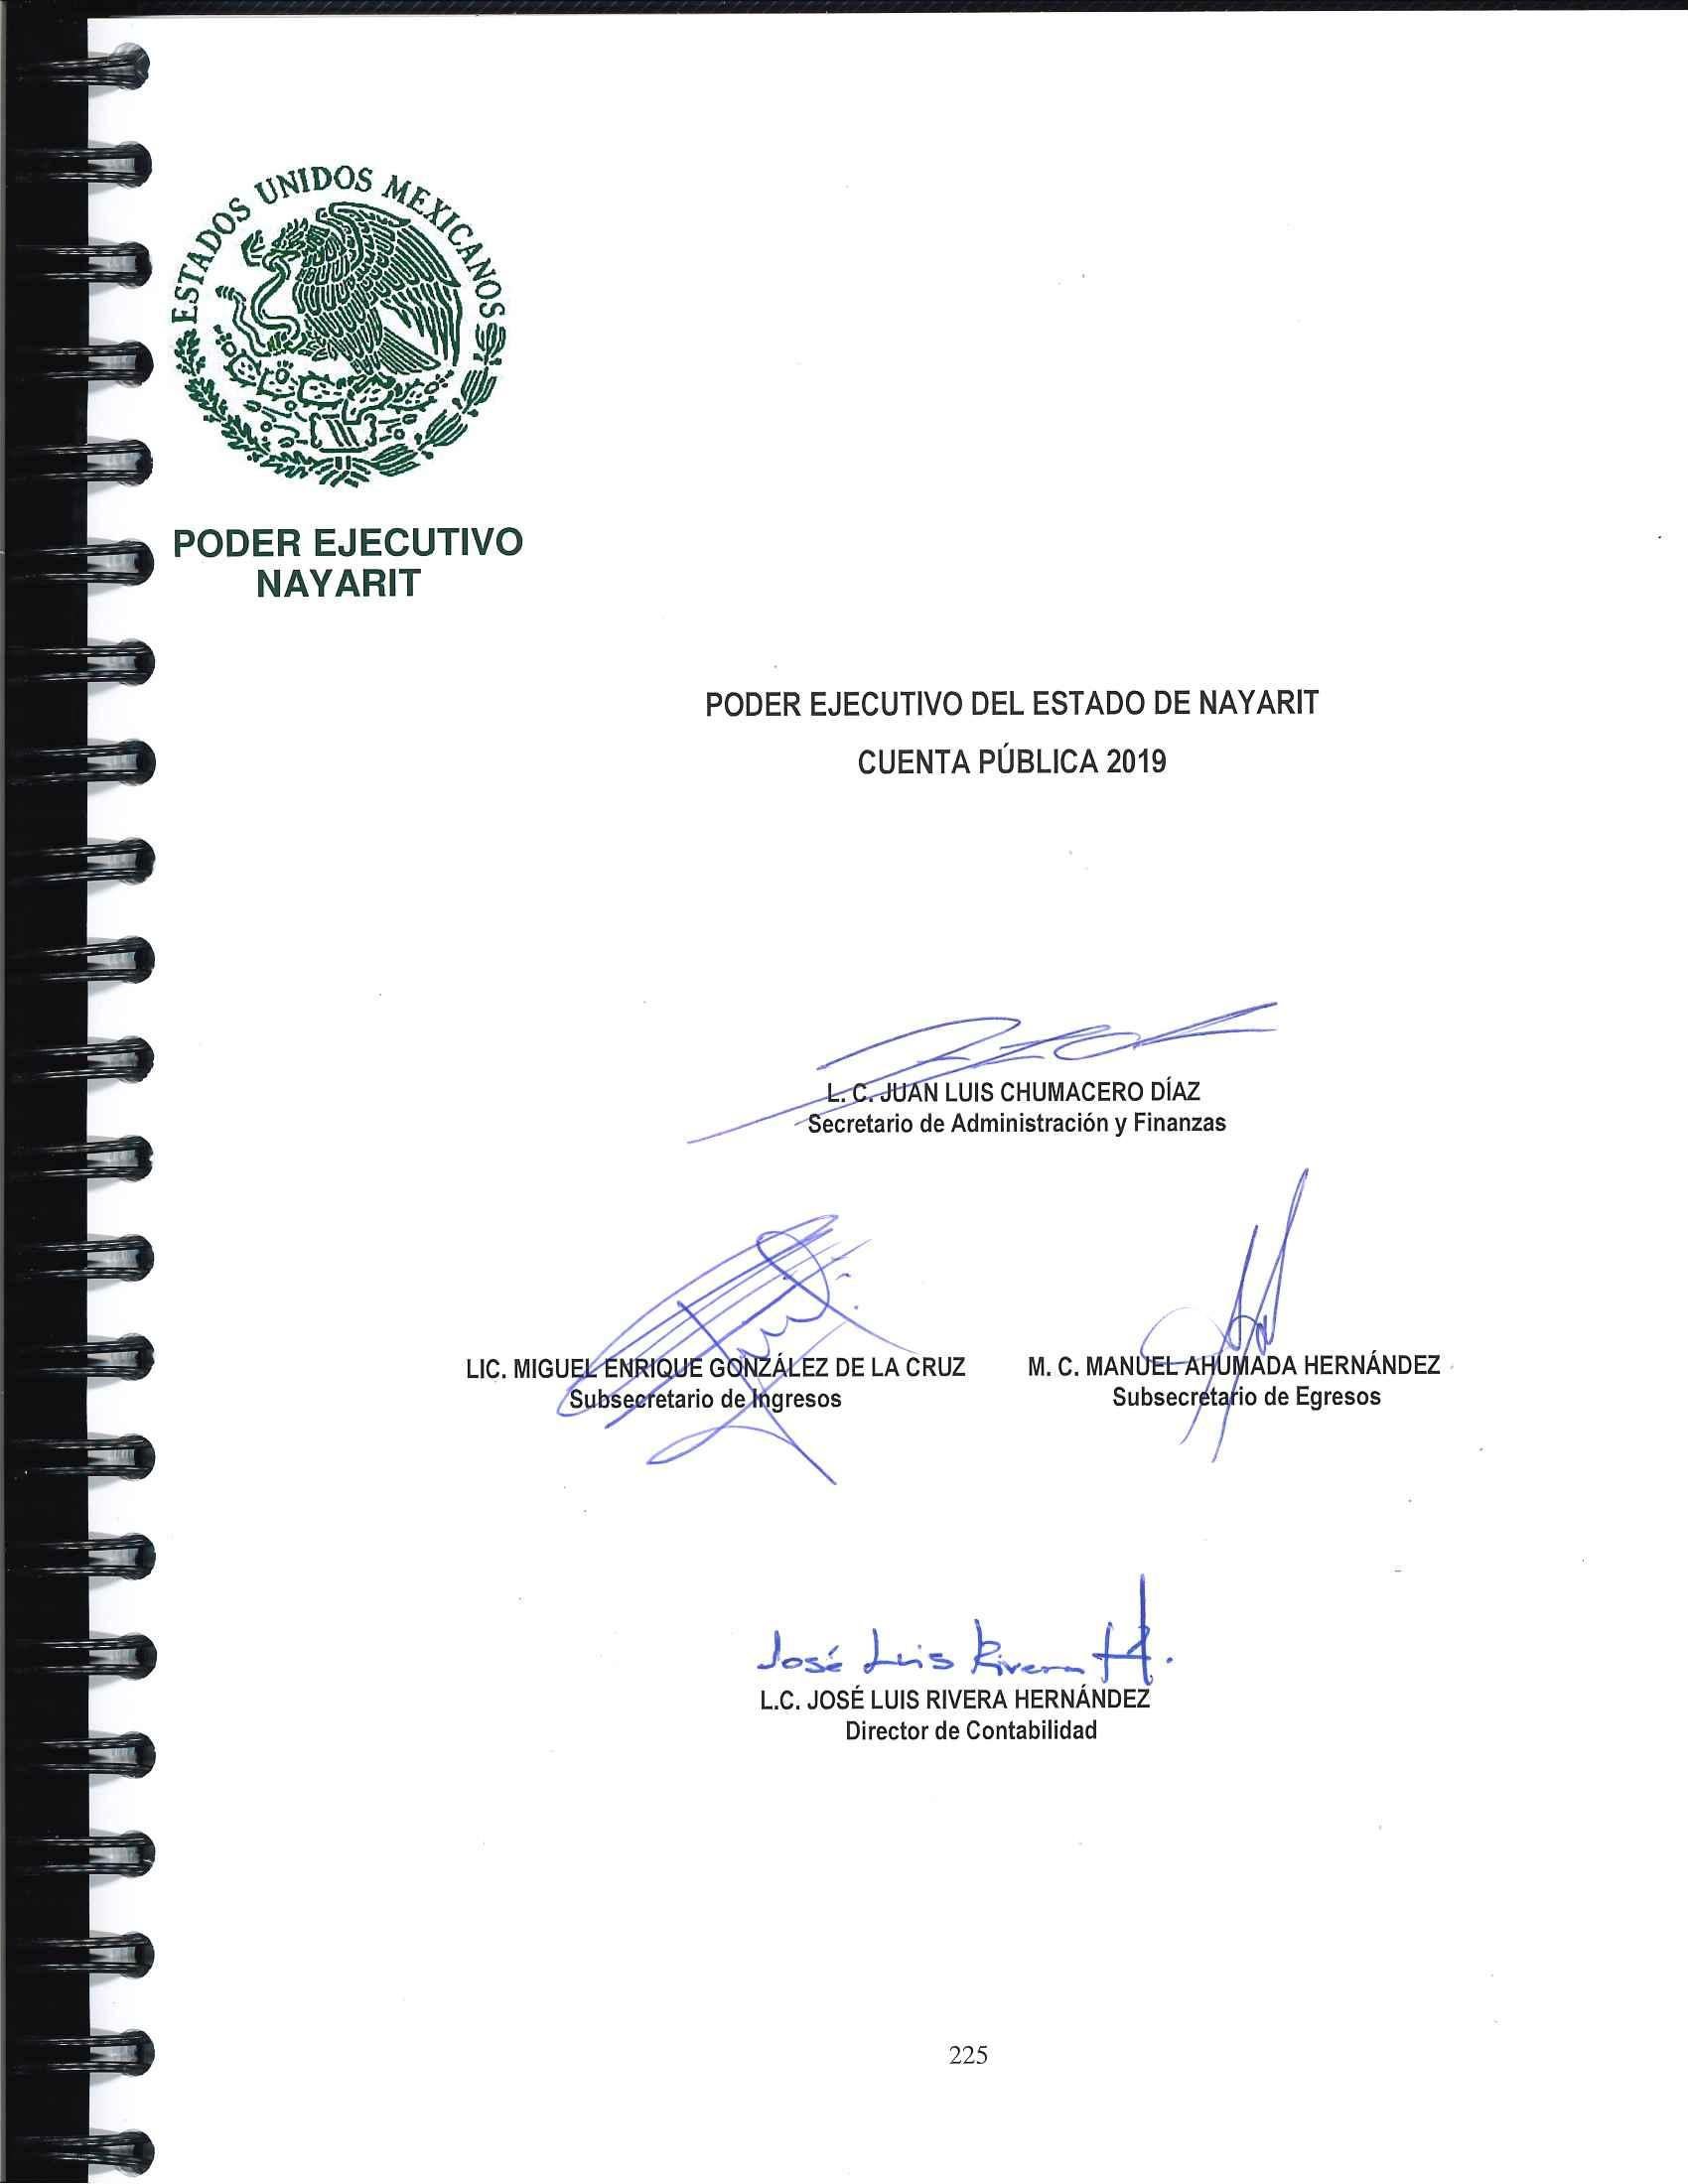 ESTADOS UNIDOS MEXICANOS
PODER EJECUTIVO
NAYARIT
PODER EJECUTIVO DEL ESTADO DE NAYARIT
CUENTA PÚBLICA 2019
L. C. JUAN LUIS CHUMACERO DÍAZ
Secretario de Administración y Finanzas
LIC. MIGUEL ENRIQUE GONZÁLEZ DE LA CRUZ
Subsecretario de Ingresos
M. C. MANUEL AHUMADA HERNÁNDEZ
Subsecretario de Egresos
José Luis Rivera H.
L.C. JOSÉ LUIS RIVERA HERNÁNDEZ
Director de Contabilidad
225